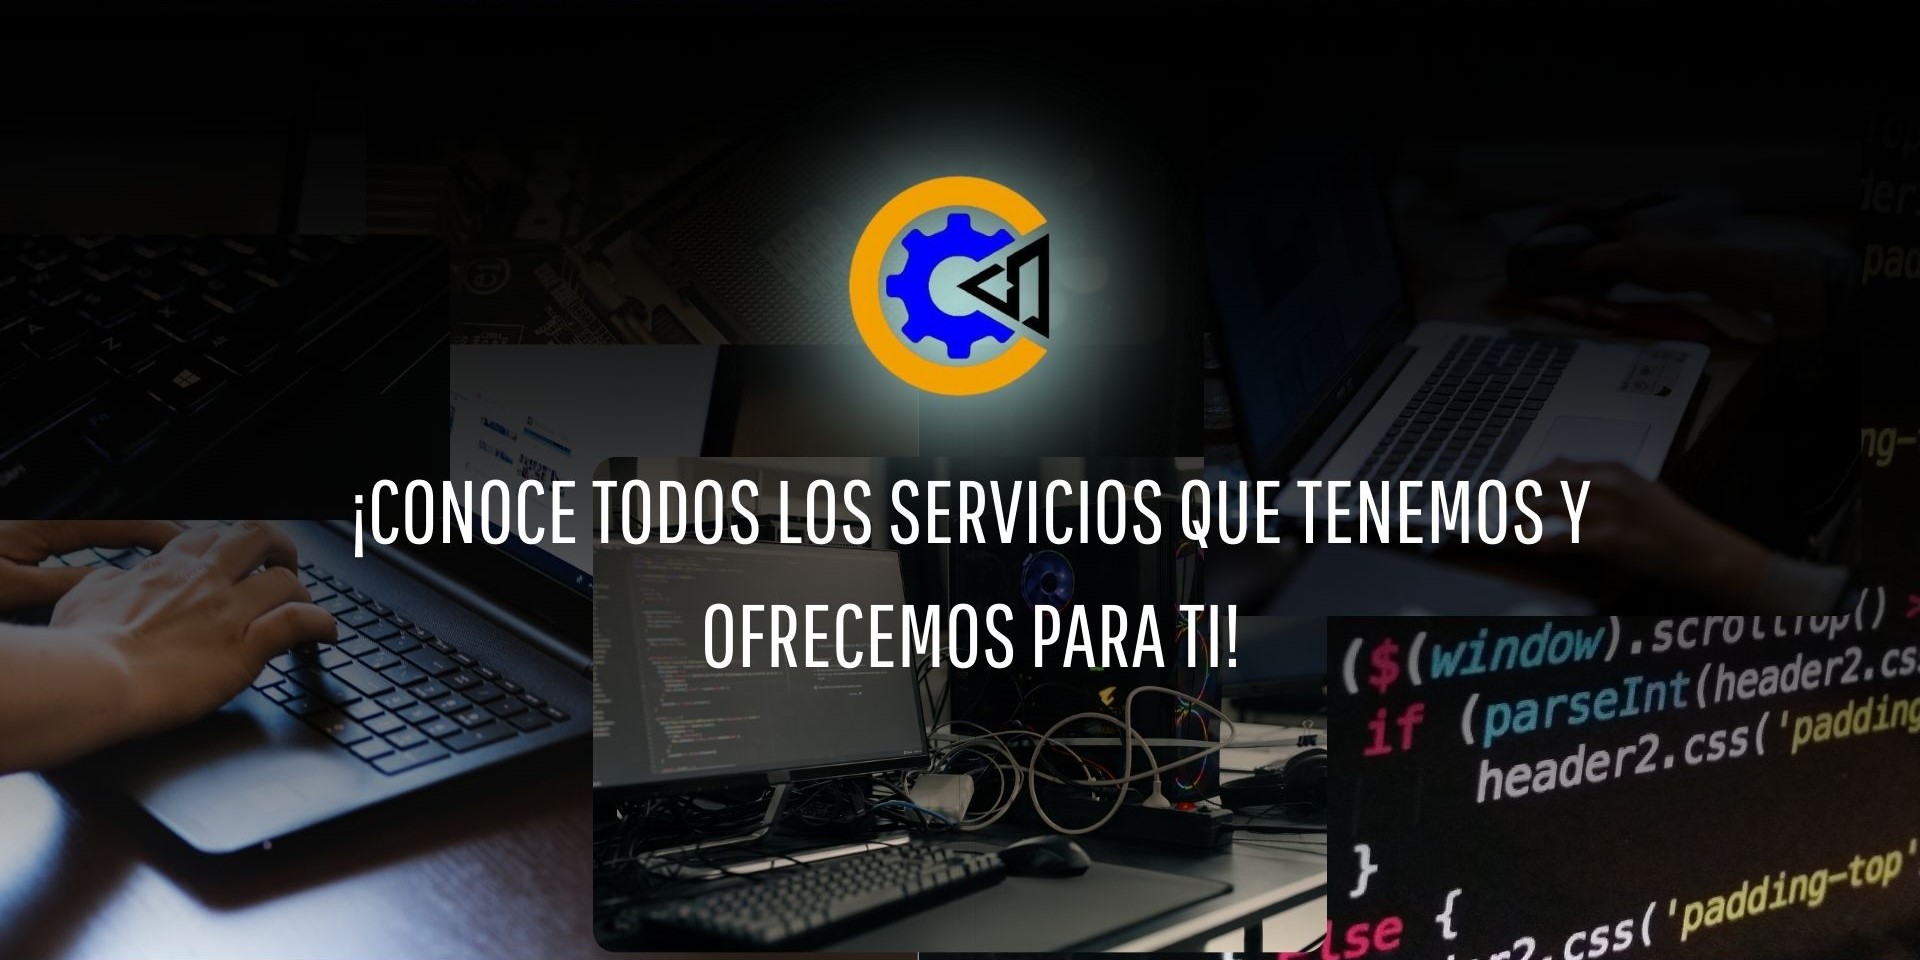 ¡CONOCE TODOS LOS SERVICIOS QUE TENEMOS Y
OFRECEMOS PARA TI!
($(window).scrollTop() >
if (parseInt(header2.cs
header2.css('padding
}
else {
css('padding-top'